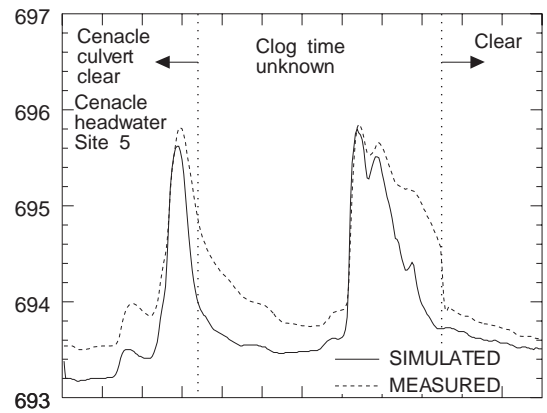 697
696
695
694
693
Cenacle
culvert
clear
Cenacle
headwater
Site 5
Clog time
unknown
Clear
SIMULATED
MEASURED